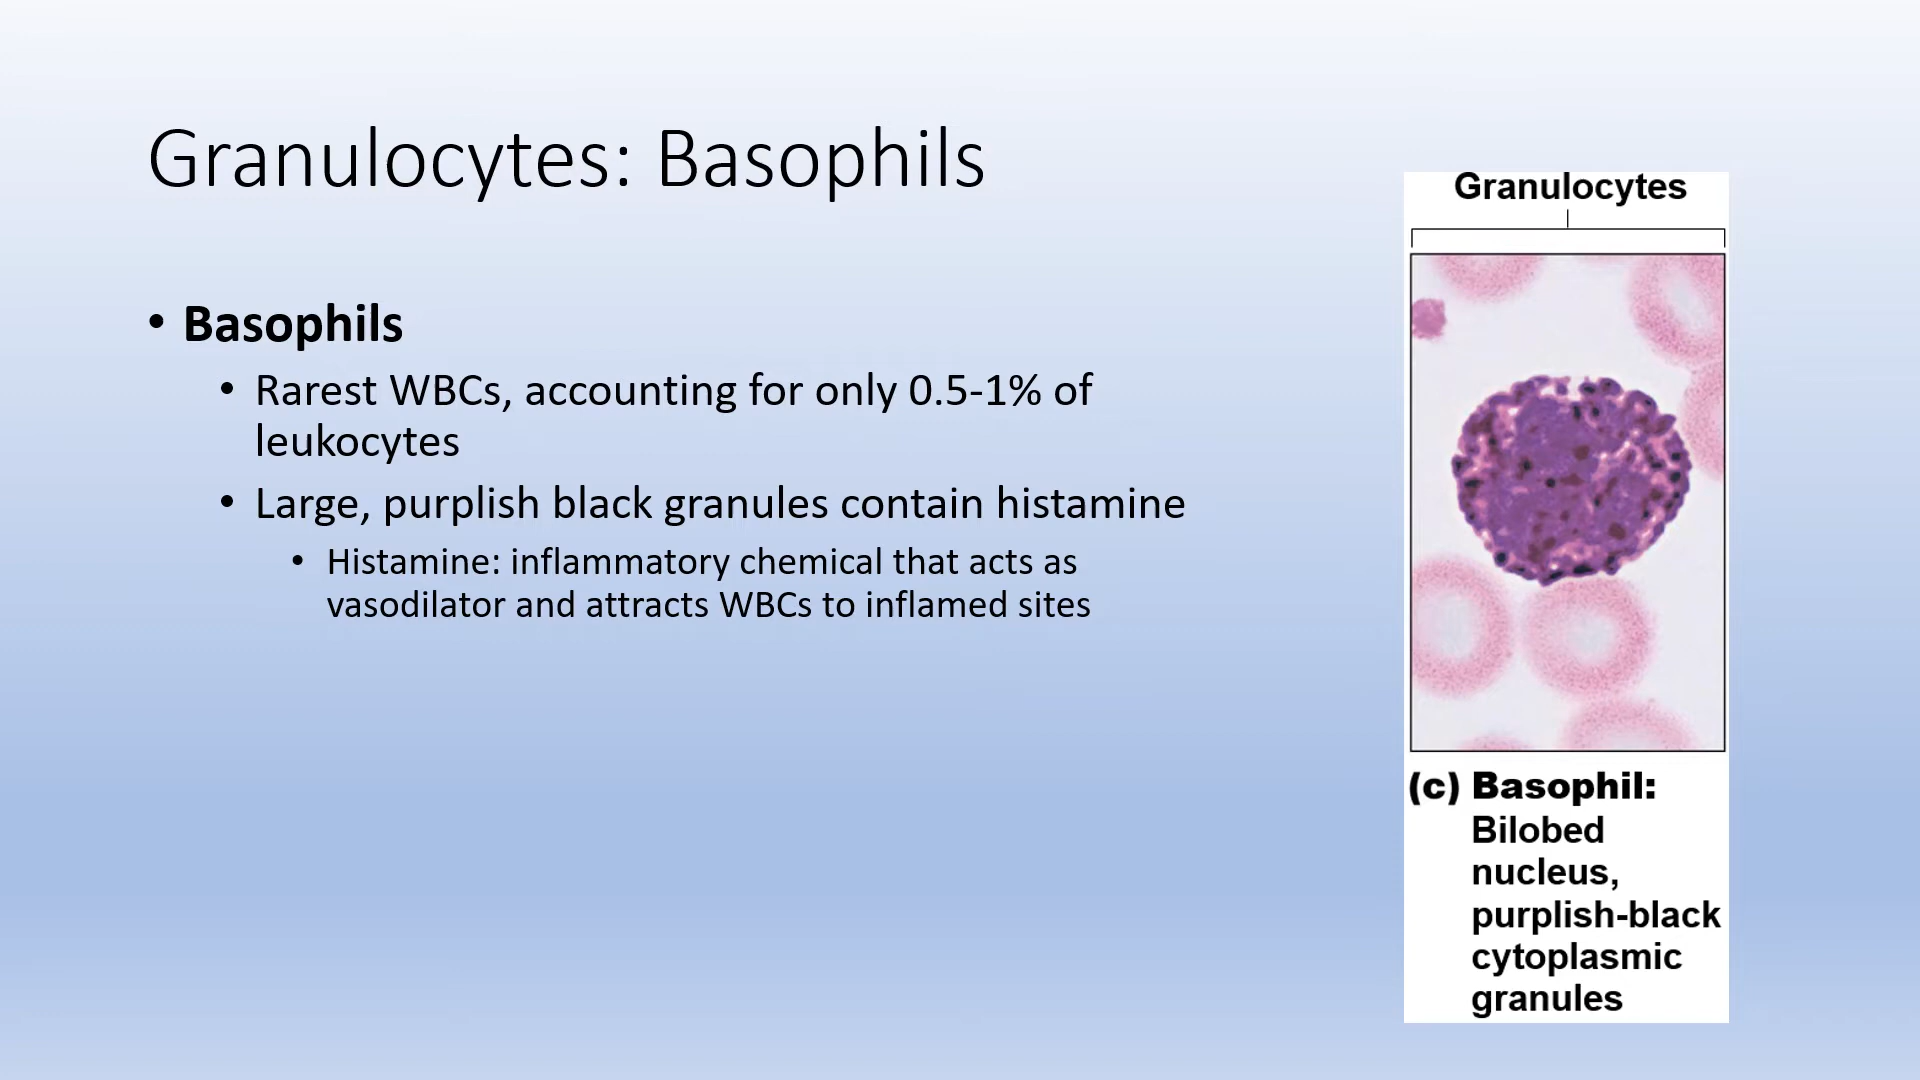 Granulocytes: Basophils
• Basophils
• Rarest WBCs, accounting for only 0.5-1% of
leukocytes
• Large, purplish black granules contain histamine
• Histamine: inflammatory chemical that acts as
vasodilator and attracts WBCs to inflamed sites
Granulocytes
(c) Basophil:
Bilobed
nucleus,
purplish-black
cytoplasmic
granules